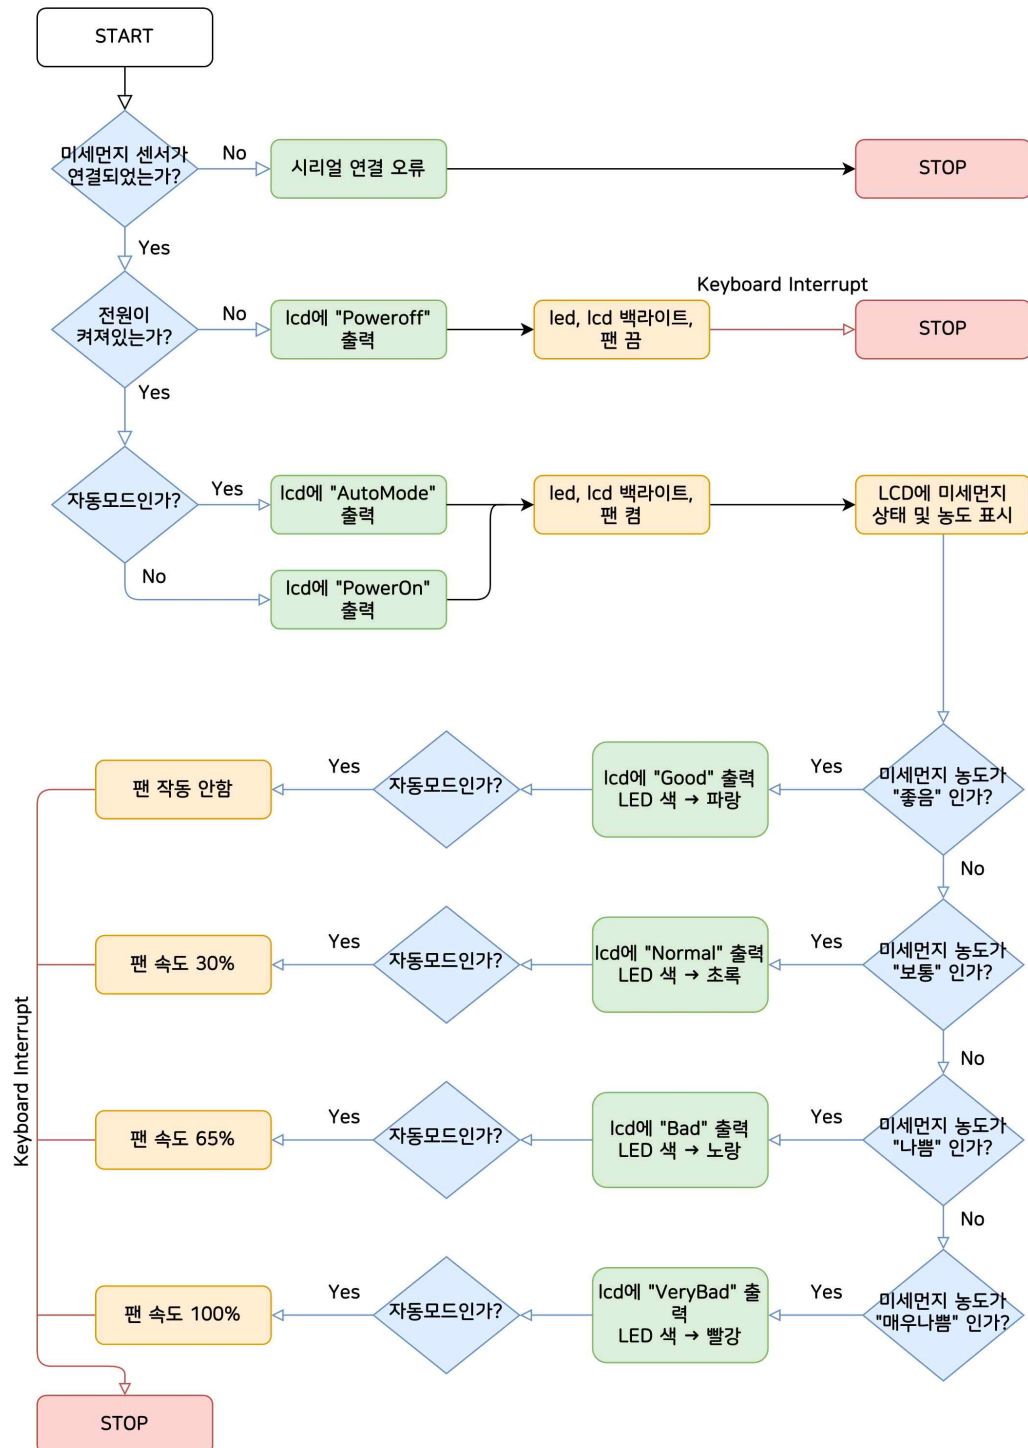 START
미세먼지 센서가
연결되었는가?
No
시리얼 연결 오류
STOP
Yes
전원이
켜져있는가?
No
lcd에 "Poweroff"
출력
led, lcd 백라이트,
팬 끔
Keyboard Interrupt
STOP
Yes
자동모드인가?
Yes
lcd에 "AutoMode"
출력
led, lcd 백라이트,
팬 켬
LCD에 미세먼지
상태 및 농도 표시
No
lcd에 "PowerOn"
출력
미세먼지 농도가
"좋음" 인가?
Yes
lcd에 "Good" 출력
LED 색 → 파랑
자동모드인가?
Yes
팬 작동 안함
No
미세먼지 농도가
"보통" 인가?
Yes
lcd에 "Normal" 출력
LED 색 → 초록
자동모드인가?
Yes
팬 속도 30%
No
미세먼지 농도가
"나쁨" 인가?
Yes
lcd에 "Bad" 출력
LED 색 → 노랑
자동모드인가?
Yes
팬 속도 65%
No
미세먼지 농도가
"매우나쁨" 인가?
Yes
lcd에 "VeryBad" 출
력
LED 색 → 빨강
자동모드인가?
Yes
팬 속도 100%
Keyboard Interrupt
STOP